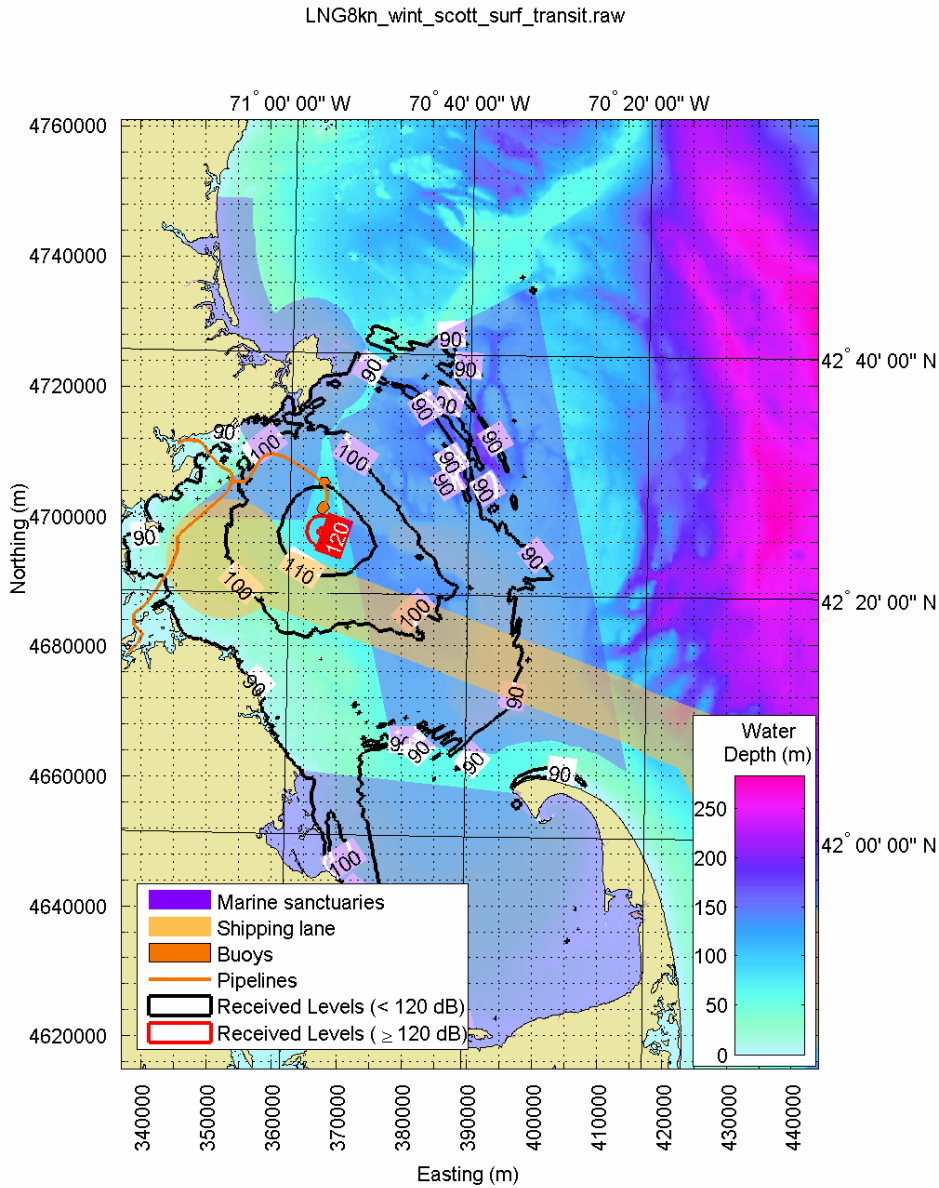 LNG8kn_wint_scott_surf_transit.raw
71° 00' 00" W
70° 40' 00" W
70° 20' 00" W
4760000
4740000
4720000
4700000
4680000
4660000
4640000
4620000
Northing (m)
42° 40' 00" N
42° 20' 00" N
42° 00' 00" N
90
90
90
90
90
100
100
90
90
90
90
90
90
120
90
110
100
100
90
90
90
90
90
100
Water
Depth (m)
250
200
150
100
50
0
Marine sanctuaries
Shipping lane
Buoys
Pipelines
Received Levels (< 120 dB)
Received Levels ( ≥ 120 dB)
340000
350000
360000
370000
380000
390000
400000
410000
420000
430000
440000
Easting (m)